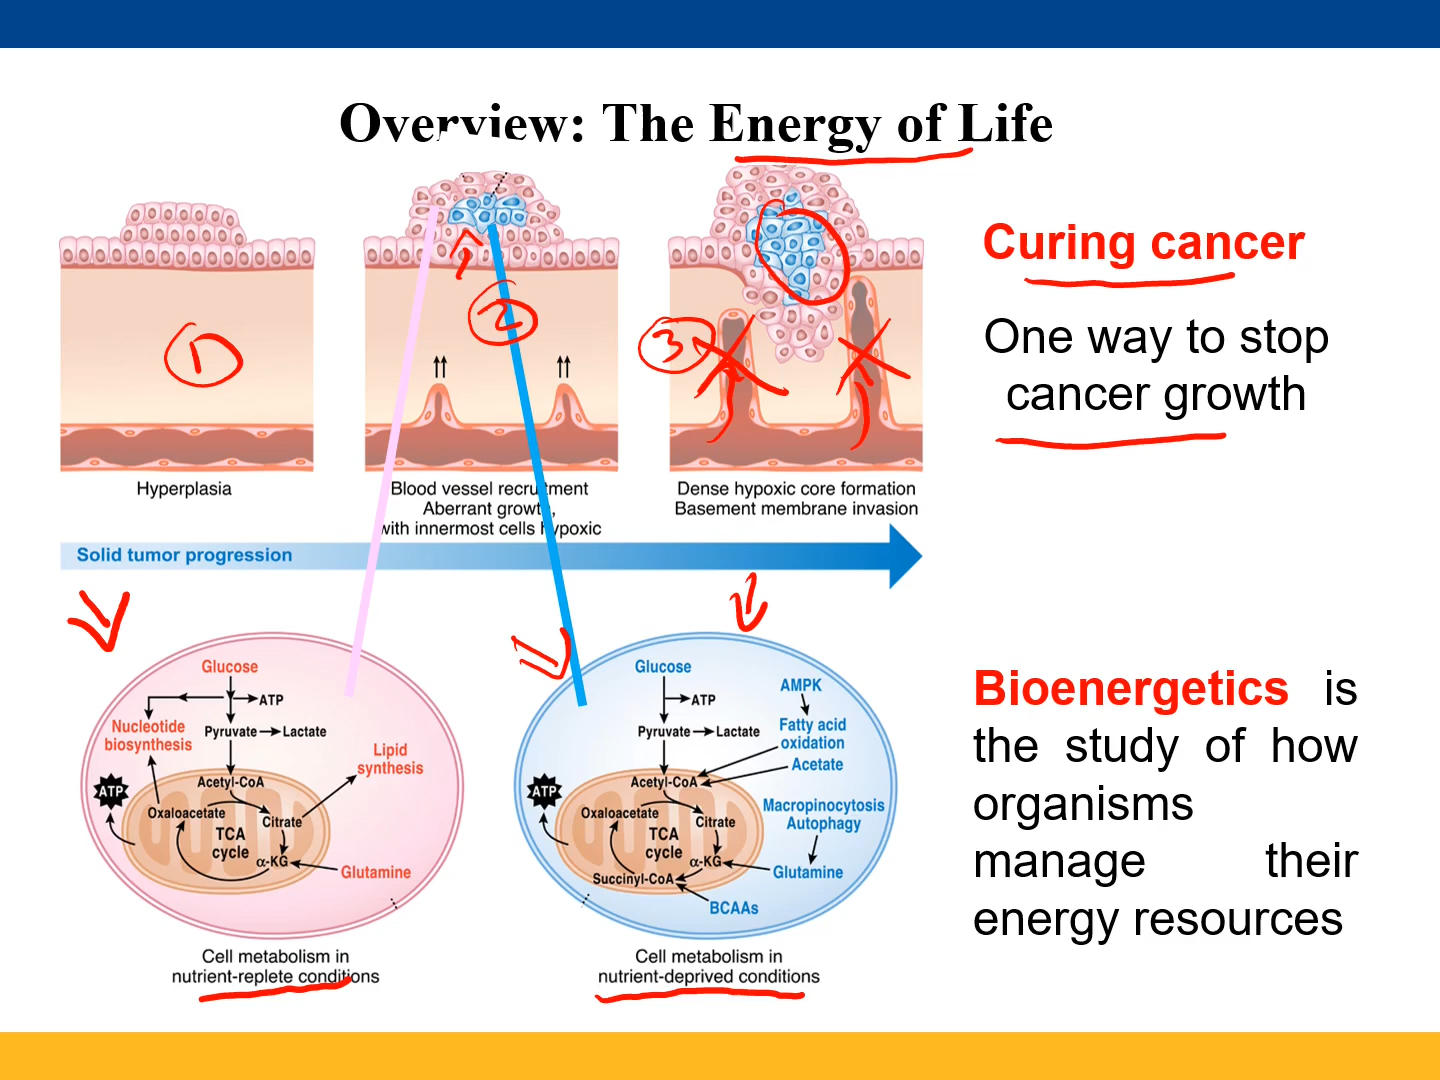 Overview: The Energy of Life
Curing cancer
One way to stop
cancer growth
1
2
3
Hyperplasia
Blood vessel recruitment
Aberrant growth,
with innermost cells hypoxic
Dense hypoxic core formation
Basement membrane invasion
Solid tumor progression
Glucose
ATP
Nucleotide
biosynthesis
Pyruvate
Lactate
Lipid
synthesis
ATP
Acetyl-CoA
Oxaloacetate
Citrate
TCA
cycle
α-KG
Glutamine
Cell metabolism in
nutrient-replete conditions
Glucose
ATP
AMPK
Pyruvate
Lactate
Fatty acid
oxidation
Acetate
ATP
Acetyl-CoA
Oxaloacetate
Citrate
Macropinocytosis
Autophagy
TCA
cycle
α-KG
Glutamine
Succinyl-CoA
BCAAs
Cell metabolism in
nutrient-deprived conditions
Bioenergetics is
the study of how
organisms
manage their
energy resources